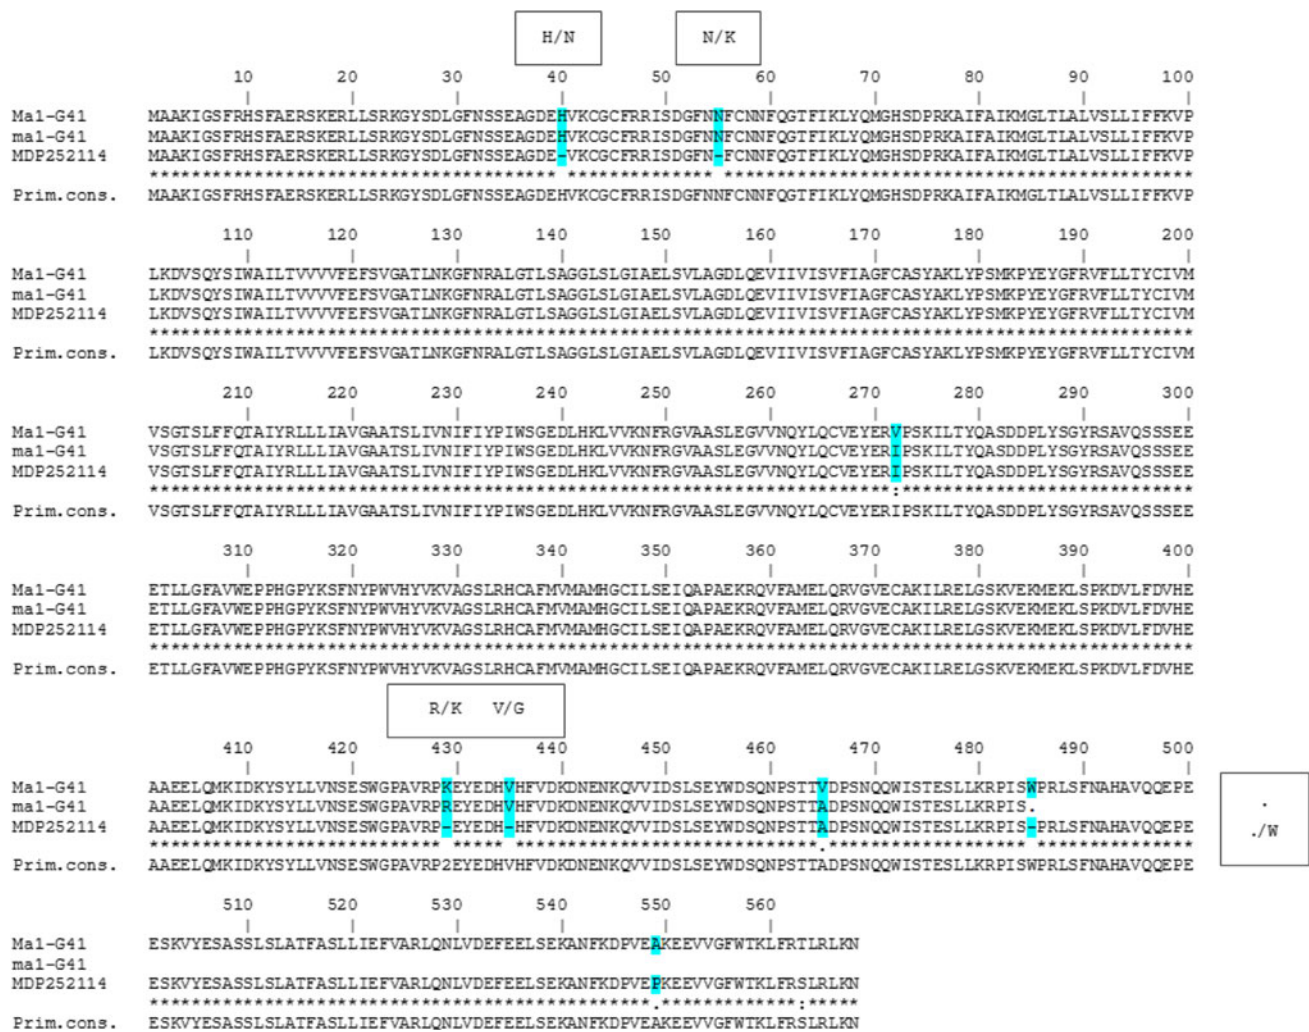 H/N N/K
10 20 30 40 50 60 70 80 90 100
Ma1-G41 MAAKIGSFRHSFAERSKERLLSRKGYSDLGFNSSEAGDEHVKCGCFRRISDGFNNFCNNFQGTFIKLYQMGHSDPRKAIFAIKMGLTLALVSLLIFFKVP
ma1-G41 MAAKIGSFRHSFAERSKERLLSRKGYSDLGFNSSEAGDEHVKCGCFRRISDGFNNFCNNFQGTFIKLYQMGHSDPRKAIFAIKMGLTLALVSLLIFFKVP
MDP252114 MAAKIGSFRHSFAERSKERLLSRKGYSDLGFNSSEAGDE-VKCGCFRRISDGFN-FCNNFQGTFIKLYQMGHSDPRKAIFAIKMGLTLALVSLLIFFKVP
*************************************** ************** *********************************************
Prim.cons. MAAKIGSFRHSFAERSKERLLSRKGYSDLGFNSSEAGDEHVKCGCFRRISDGFNNFCNNFQGTFIKLYQMGHSDPRKAIFAIKMGLTLALVSLLIFFKVP
110 120 130 140 150 160 170 180 190 200
Ma1-G41 LKDVSQYSIWAILTVVVVFEFSVGATLNKGFNRALGTLSAGGLSLGIAELSVLAGDLQEVIIVISVFIAGFCASYAKLYPSMKPYEYGFRVFLLTYCIVM
ma1-G41 LKDVSQYSIWAILTVVVVFEFSVGATLNKGFNRALGTLSAGGLSLGIAELSVLAGDLQEVIIVISVFIAGFCASYAKLYPSMKPYEYGFRVFLLTYCIVM
MDP252114 LKDVSQYSIWAILTVVVVFEFSVGATLNKGFNRALGTLSAGGLSLGIAELSVLAGDLQEVIIVISVFIAGFCASYAKLYPSMKPYEYGFRVFLLTYCIVM
****************************************************************************************************
Prim.cons. LKDVSQYSIWAILTVVVVFEFSVGATLNKGFNRALGTLSAGGLSLGIAELSVLAGDLQEVIIVISVFIAGFCASYAKLYPSMKPYEYGFRVFLLTYCIVM
210 220 230 240 250 260 270 280 290 300
Ma1-G41 VSGTSLFFQTAIYRLLLIAVGAATSLIVNIFIYPIWSGEDLHKLVVKNFRGVAASLEGVVNQYLQCVEYERVPSKILTYQASDDPLYSGYRSAVQSSSEE
ma1-G41 VSGTSLFFQTAIYRLLLIAVGAATSLIVNIFIYPIWSGEDLHKLVVKNFRGVAASLEGVVNQYLQCVEYERIPSKILTYQASDDPLYSGYRSAVQSSSEE
MDP252114 VSGTSLFFQTAIYRLLLIAVGAATSLIVNIFIYPIWSGEDLHKLVVKNFRGVAASLEGVVNQYLQCVEYERIPSKILTYQASDDPLYSGYRSAVQSSSEE
***********************************************************************:****************************
Prim.cons. VSGTSLFFQTAIYRLLLIAVGAATSLIVNIFIYPIWSGEDLHKLVVKNFRGVAASLEGVVNQYLQCVEYERIPSKILTYQASDDPLYSGYRSAVQSSSEE
310 320 330 340 350 360 370 380 390 400
Ma1-G41 ETLLGFAVWEPPHGPYKSFNYPWVHYVKVAGSLRHCAFMVMAMHGCILSEIQAPAEKRQVFAMELQRVGVECAKILRELGSKVEKMEKLSPKDVLFDVHE
ma1-G41 ETLLGFAVWEPPHGPYKSFNYPWVHYVKVAGSLRHCAFMVMAMHGCILSEIQAPAEKRQVFAMELQRVGVECAKILRELGSKVEKMEKLSPKDVLFDVHE
MDP252114 ETLLGFAVWEPPHGPYKSFNYPWVHYVKVAGSLRHCAFMVMAMHGCILSEIQAPAEKRQVFAMELQRVGVECAKILRELGSKVEKMEKLSPKDVLFDVHE
****************************************************************************************************
Prim.cons. ETLLGFAVWEPPHGPYKSFNYPWVHYVKVAGSLRHCAFMVMAMHGCILSEIQAPAEKRQVFAMELQRVGVECAKILRELGSKVEKMEKLSPKDVLFDVHE
R/K V/G
410 420 430 440 450 460 470 480 490 500
Ma1-G41 AAEELQMKIDKYSYLLVNSESWGPAVRPKEYEDHVHFVDKDNENKQVVIDSLSEYWDSQNPSTTVDPSNQQWISTESLLKRPISWPRLSFNAHAVQQEPE
ma1-G41 AAEELQMKIDKYSYLLVNSESWGPAVRPREYEDHVHFVDKDNENKQVVIDSLSEYWDSQNPSTTADPSNQQWISTESLLKRPIS.
MDP252114 AAEELQMKIDKYSYLLVNSESWGPAVRP-EYEDH-HFVDKDNENKQVVIDSLSEYWDSQNPSTTADPSNQQWISTESLLKRPIS-PRLSFNAHAVQQEPE
**************************** ***** *****************************.******************* ***************
Prim.cons. AAEELQMKIDKYSYLLVNSESWGPAVRP2EYEDHVHFVDKDNENKQVVIDSLSEYWDSQNPSTTADPSNQQWISTESLLKRPISWPRLSFNAHAVQQEPE
.
./W
510 520 530 540 550 560
Ma1-G41 ESKVYESASSLSLATFASLLIEFVARLQNLVDEFEELSEKANFKDPVEAKEEVVGFWTKLFRTLRLKN
ma1-G41
MDP252114 ESKVYESASSLSLATFASLLIEFVARLQNLVDEFEELSEKANFKDPVEPKEEVVGFWTKLFRSLRLKN
************************************************.*************:*****
Prim.cons. ESKVYESASSLSLATFASLLIEFVARLQNLVDEFEELSEKANFKDPVEAKEEVVGFWTKLFRSLRLKN